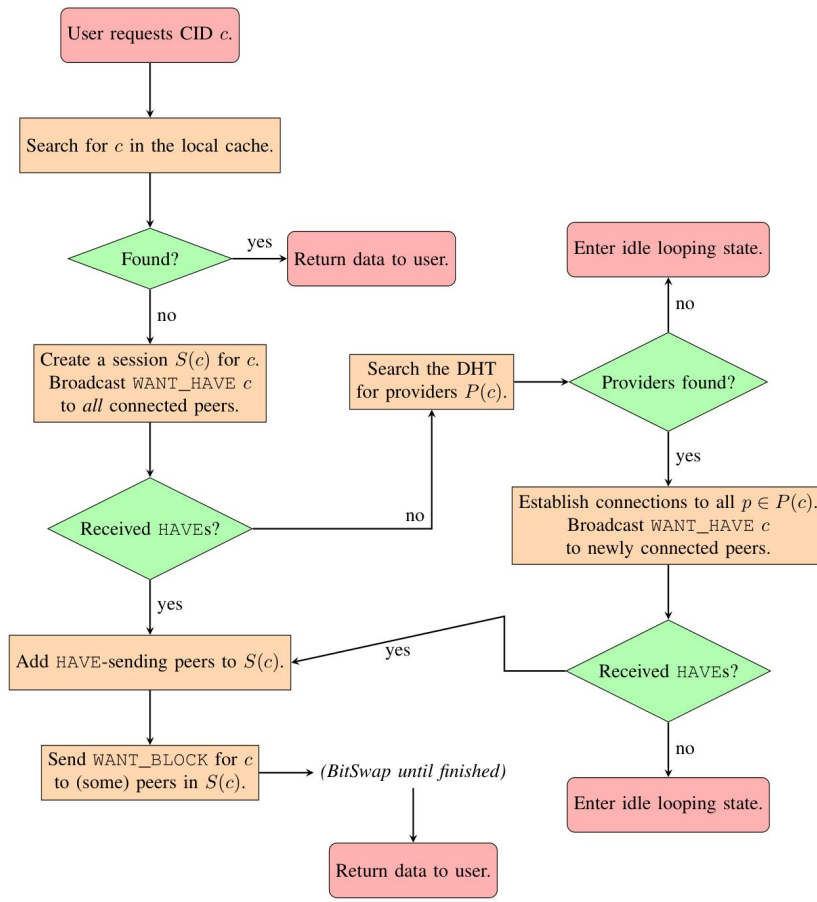 User requests CID c.
Search for c in the local cache.
Found?
yes
Return data to user.
no
Create a session S(c) for c.
Broadcast WANT_HAVE c
to all connected peers.
Received HAVEs?
no
yes
Search the DHT
for providers P(c).
Providers found?
no
Enter idle looping state.
yes
Establish connections to all p ∈ P(c).
Broadcast WANT_HAVE c
to newly connected peers.
Received HAVEs?
yes
no
Enter idle looping state.
Add HAVE-sending peers to S(c).
Send WANT_BLOCK for c
to (some) peers in S(c).
(BitSwap until finished)
Return data to user.